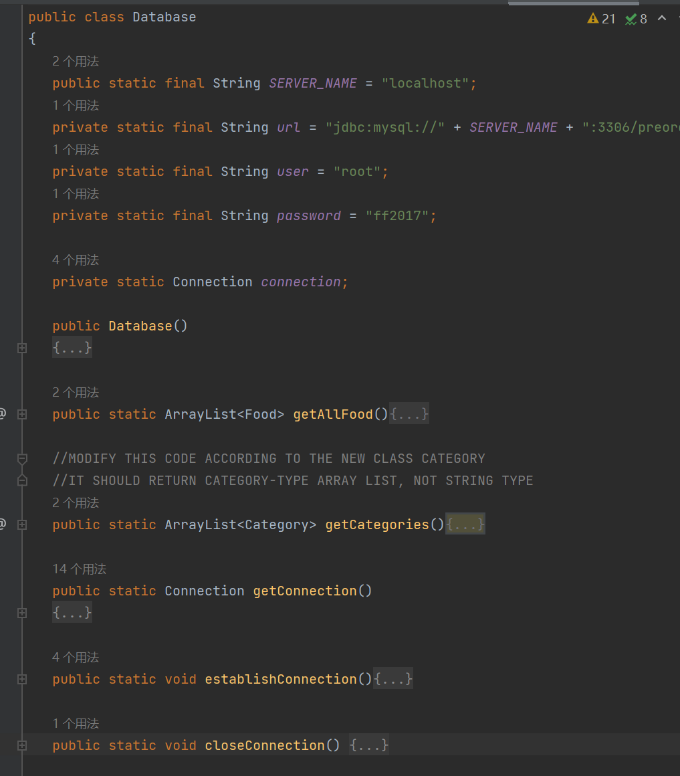 public class Database
21 8
{
2 个用法
public static final String SERVER_NAME = "localhost";
1 个用法
private static final String url = "jdbc:mysql://" + SERVER_NAME + ":3306/preor
1 个用法
private static final String user = "root";
1 个用法
private static final String password = "ff2017";
4 个用法
private static Connection connection;
public Database()
{...}
2 个用法
@ public static ArrayList<Food> getAllFood(){...}
//MODIFY THIS CODE ACCORDING TO THE NEW CLASS CATEGORY
//IT SHOULD RETURN CATEGORY-TYPE ARRAY LIST, NOT STRING TYPE
2 个用法
@ public static ArrayList<Category> getCategories(){...}
14 个用法
public static Connection getConnection()
{...}
4 个用法
public static void establishConnection(){...}
1 个用法
public static void closeConnection() {...}